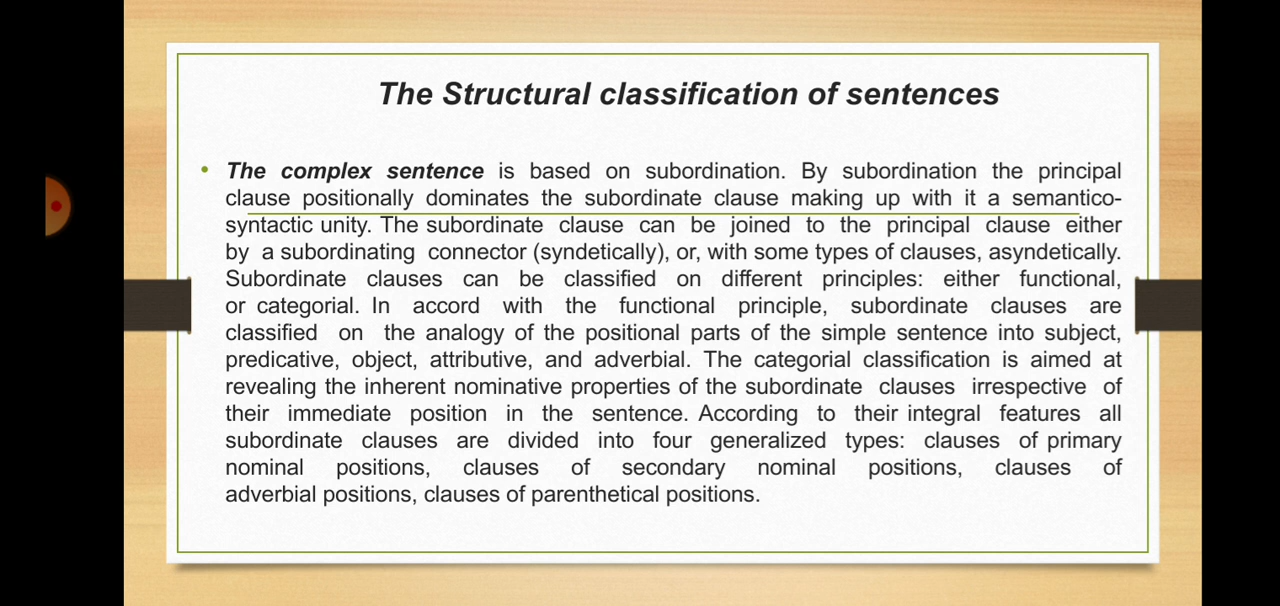 The Structural classification of sentences
• The complex sentence is based on subordination. By subordination the principal
clause positionally dominates the subordinate clause making up with it a semantico-
syntactic unity. The subordinate clause can be joined to the principal clause either
by a subordinating connector (syndetically), or, with some types of clauses, asyndetically.
Subordinate clauses can be classified on different principles: either functional,
or categorial. In accord with the functional principle, subordinate clauses are
classified on the analogy of the positional parts of the simple sentence into subject,
predicative, object, attributive, and adverbial. The categorial classification is aimed at
revealing the inherent nominative properties of the subordinate clauses irrespective of
their immediate position in the sentence. According to their integral features all
subordinate clauses are divided into four generalized types: clauses of primary
nominal positions, clauses of secondary nominal positions, clauses of
adverbial positions, clauses of parenthetical positions.